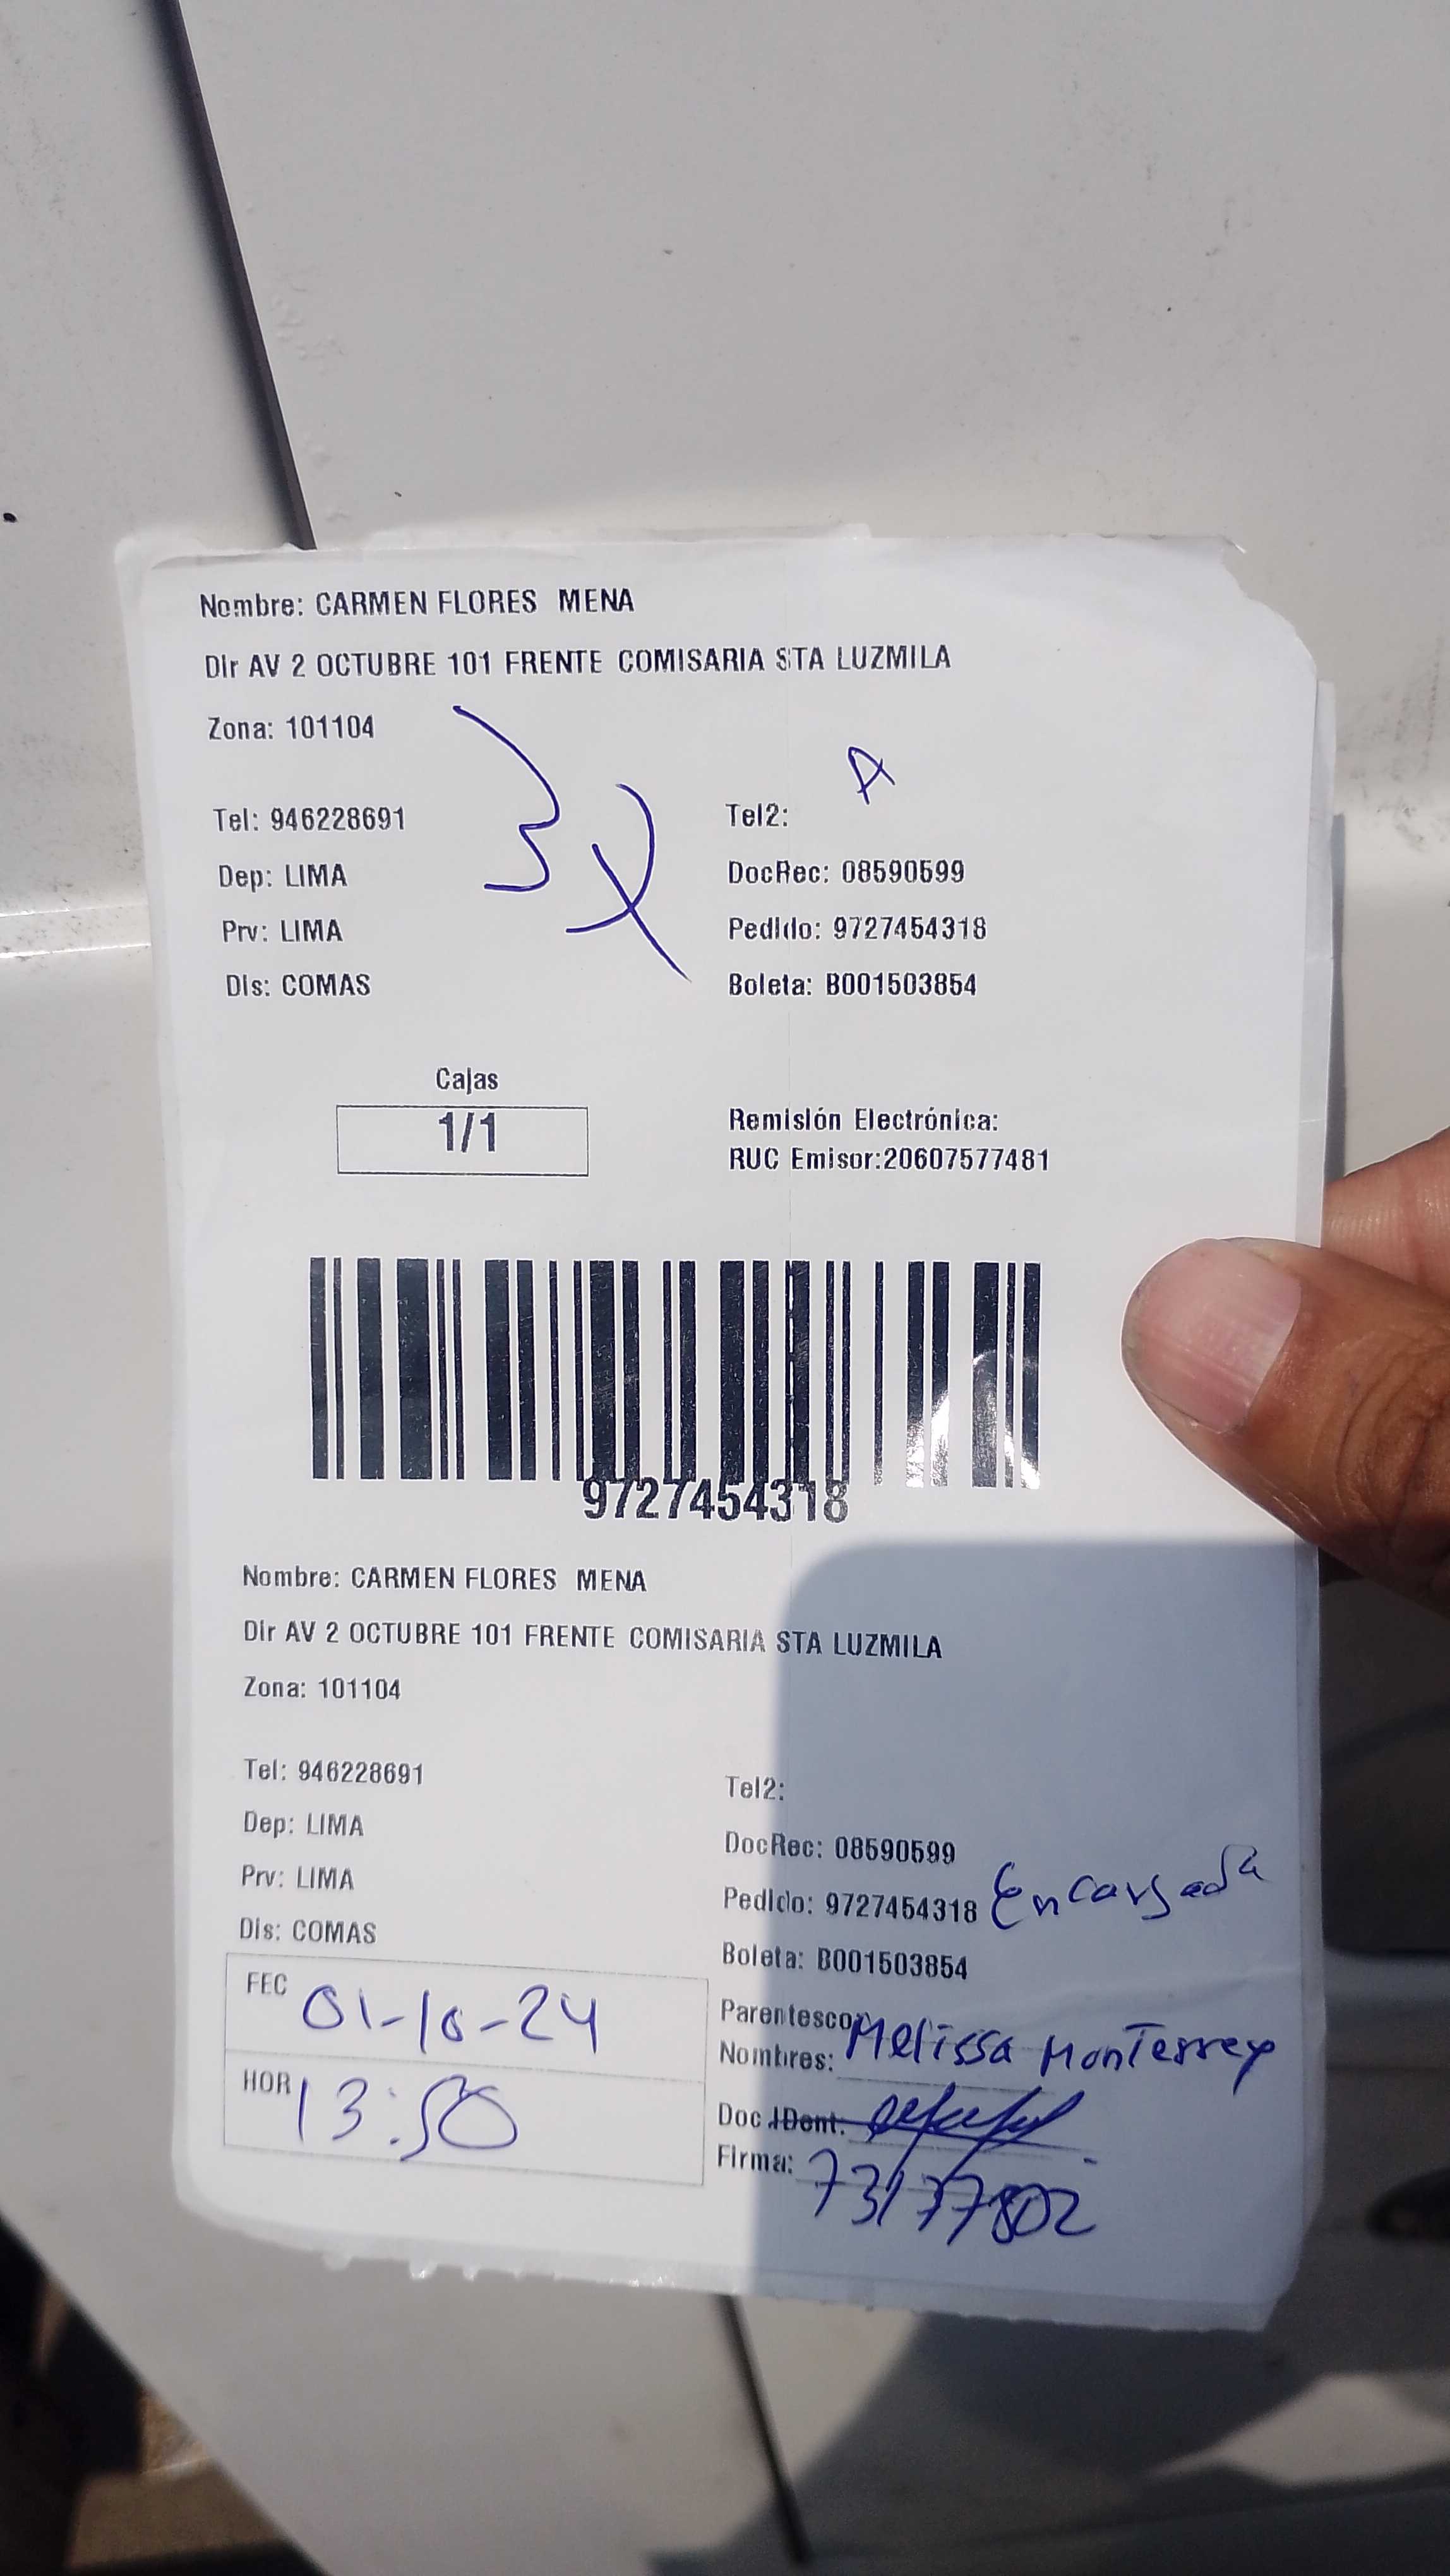 Nombre: CARMEN FLORES MENA
Dir AV 2 OCTUBRE 101 FRENTE COMISARIA STA LUZMILA
Zona: 101104
A
Tel: 946228691
Tel2:
Dep: LIMA
DocRec: 08590599
Prv: LIMA
Pedido: 9727454318
Dis: COMAS
Boleta: B001503854
Cajas
1/1
Remisión Electrónica:
RUC Emisor:20607577481
9727454318
Nombre: CARMEN FLORES MENA
Dir AV 2 OCTUBRE 101 FRENTE COMISARIA STA LUZMILA
Zona: 101104
Tel: 946228691
Tel2:
Dep: LIMA
DocRec: 08590599
Prv: LIMA
Pedido: 9727454318 Encargada
Dis: COMAS
Boleta: B001503854
FEC 01-10-24
Parentesco
Nombres: Melissa Monterrey
HOR 13:50
Doc.IDent:
Firma: 73177802